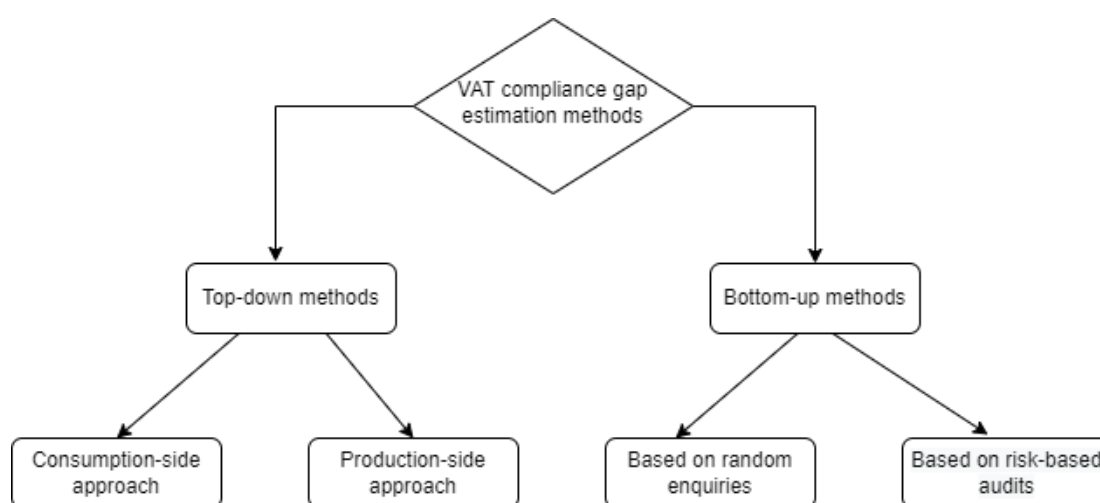 VAT compliance gap
estimation methods
Top-down methods
Bottom-up methods
Consumption-side
approach
Production-side
approach
Based on random
enquiries
Based on risk-based
audits